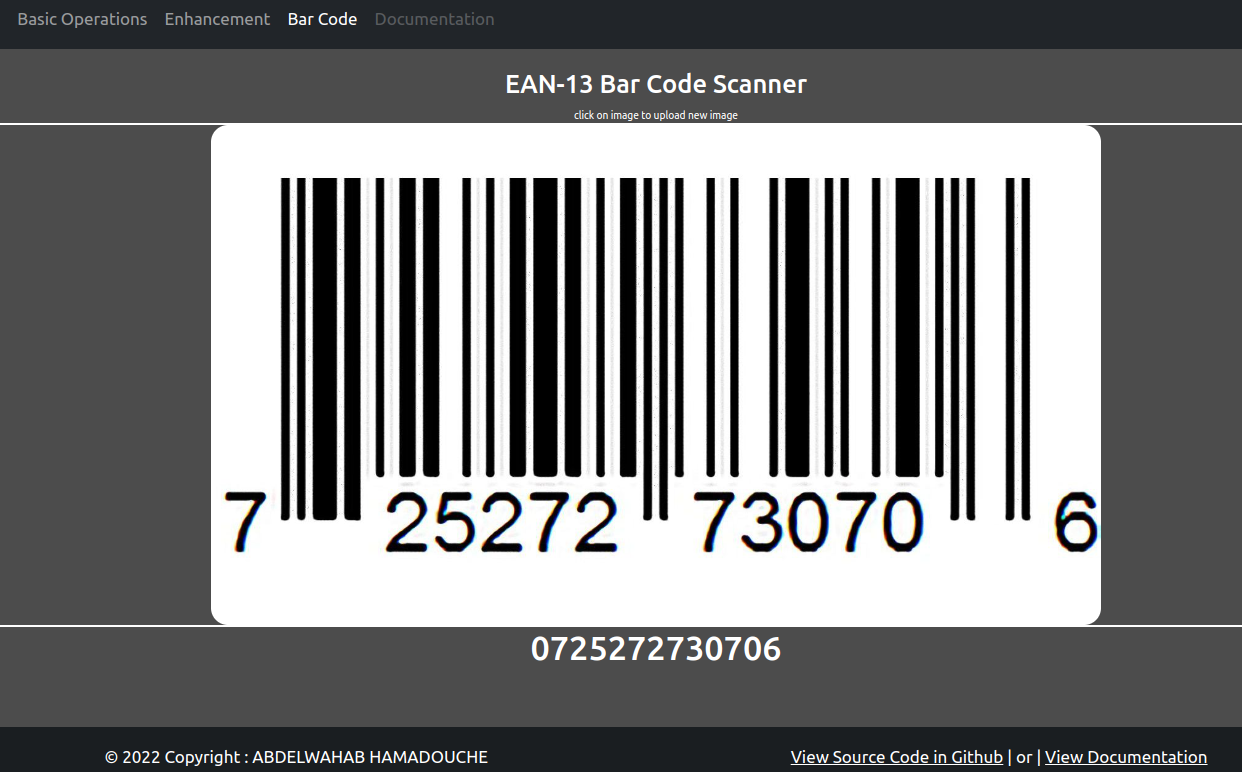 Basic Operations Enhancement Bar Code Documentation
EAN-13 Bar Code Scanner
click on image to upload new image
7 25272 73070 6
0725272730706
© 2022 Copyright : ABDELWAHAB HAMADOUCHE View Source Code in Github | or | View Documentation